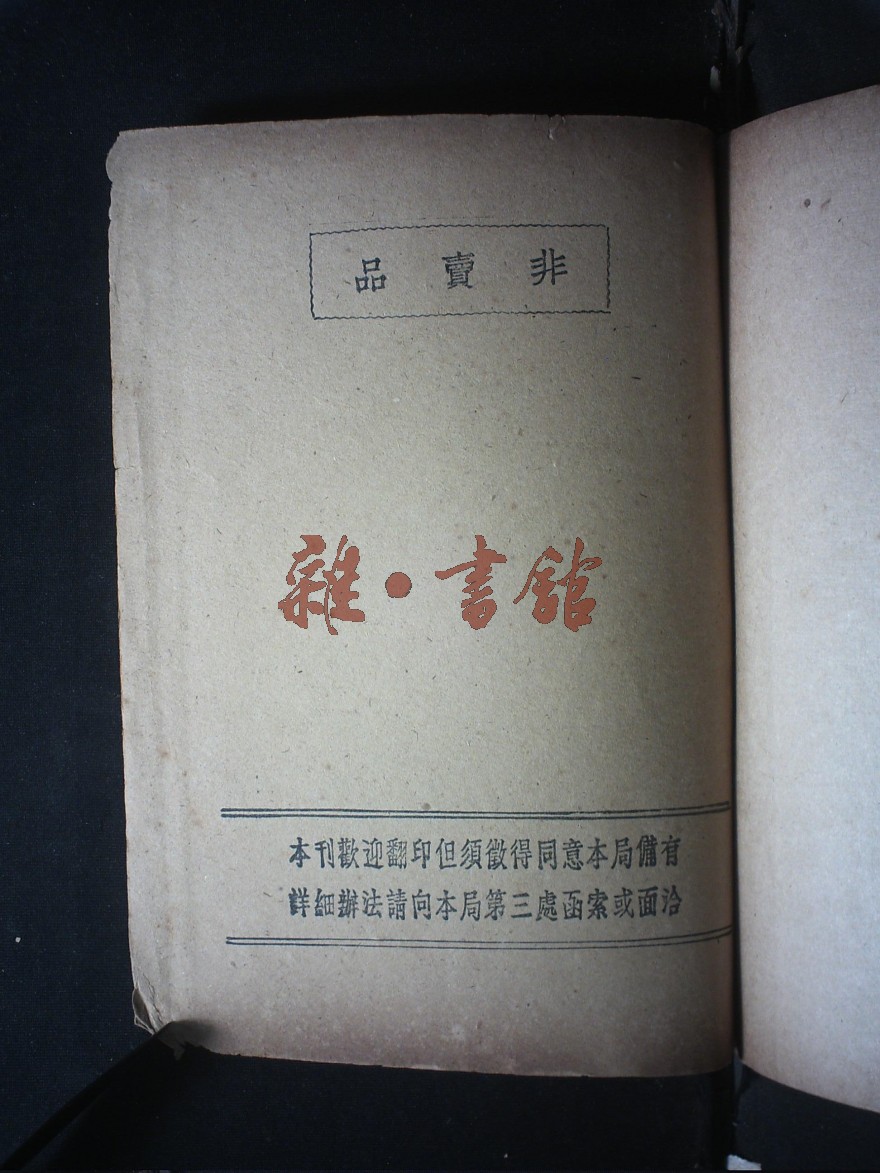 非賣品
雜·書館
本刊歡迎翻印但須徵得同意本局備有
詳細辦法請向本局第三處函索或面洽